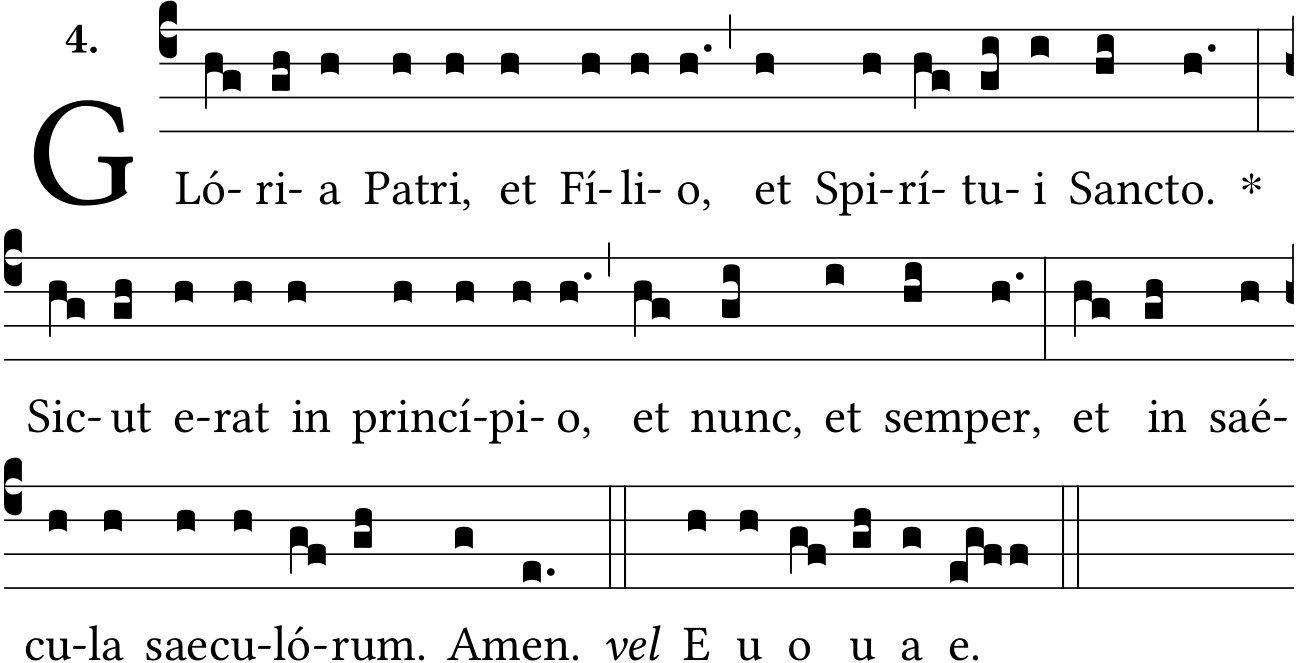 4.
GLó- ri- a Patri, et Fí- li- o, et Spi- rí- tu- i Sancto. *
Sic- ut e-rat in princí-pi- o, et nunc, et semper, et in saé-
cu-la saecu-ló-rum. Amen. vel E u o u a e.